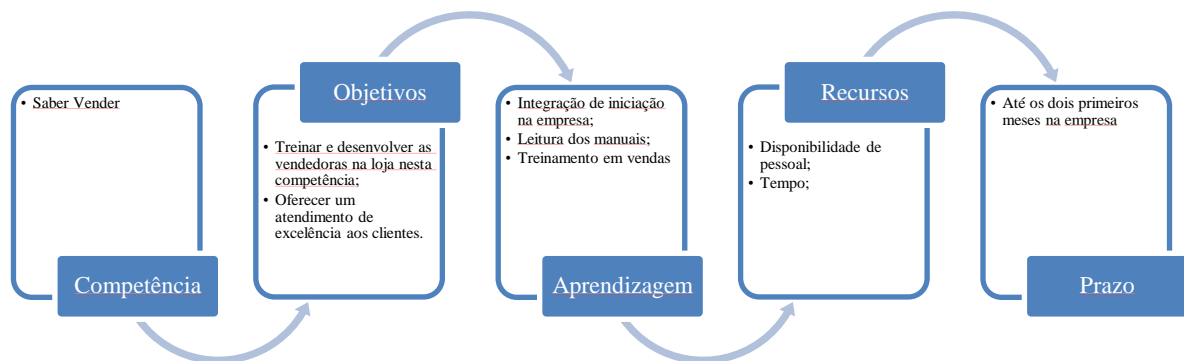 • Saber Vender
Competência
Objetivos
• Treinar e desenvolver as
vendedoras na loja nesta
competência;
• Oferecer um
atendimento de
excelência aos clientes.
• Integração de iniciação
na empresa;
• Leitura dos manuais;
• Treinamento em vendas
Aprendizagem
Recursos
• Disponibilidade de
pessoal;
• Tempo;
• Até os dois primeiros
meses na empresa
Prazo